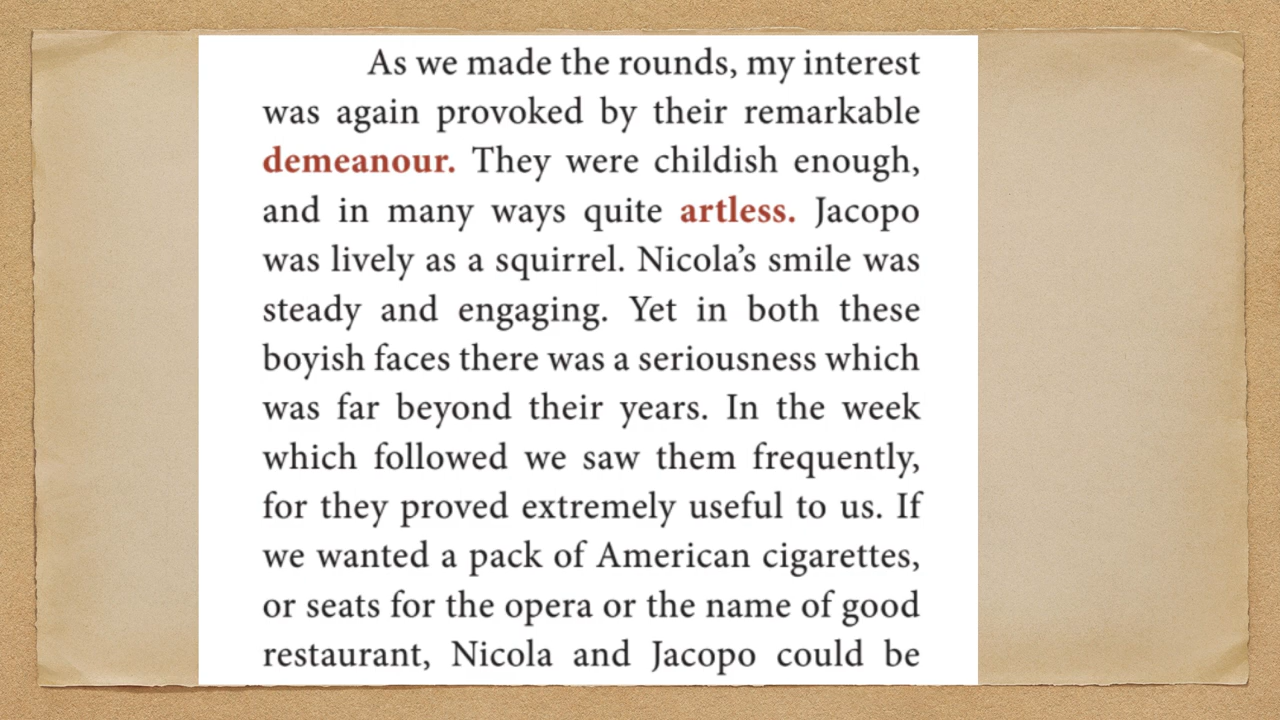 As we made the rounds, my interest
was again provoked by their remarkable
demeanour. They were childish enough,
and in many ways quite artless. Jacopo
was lively as a squirrel. Nicola’s smile was
steady and engaging. Yet in both these
boyish faces there was a seriousness which
was far beyond their years. In the week
which followed we saw them frequently,
for they proved extremely useful to us. If
we wanted a pack of American cigarettes,
or seats for the opera or the name of good
restaurant, Nicola and Jacopo could be